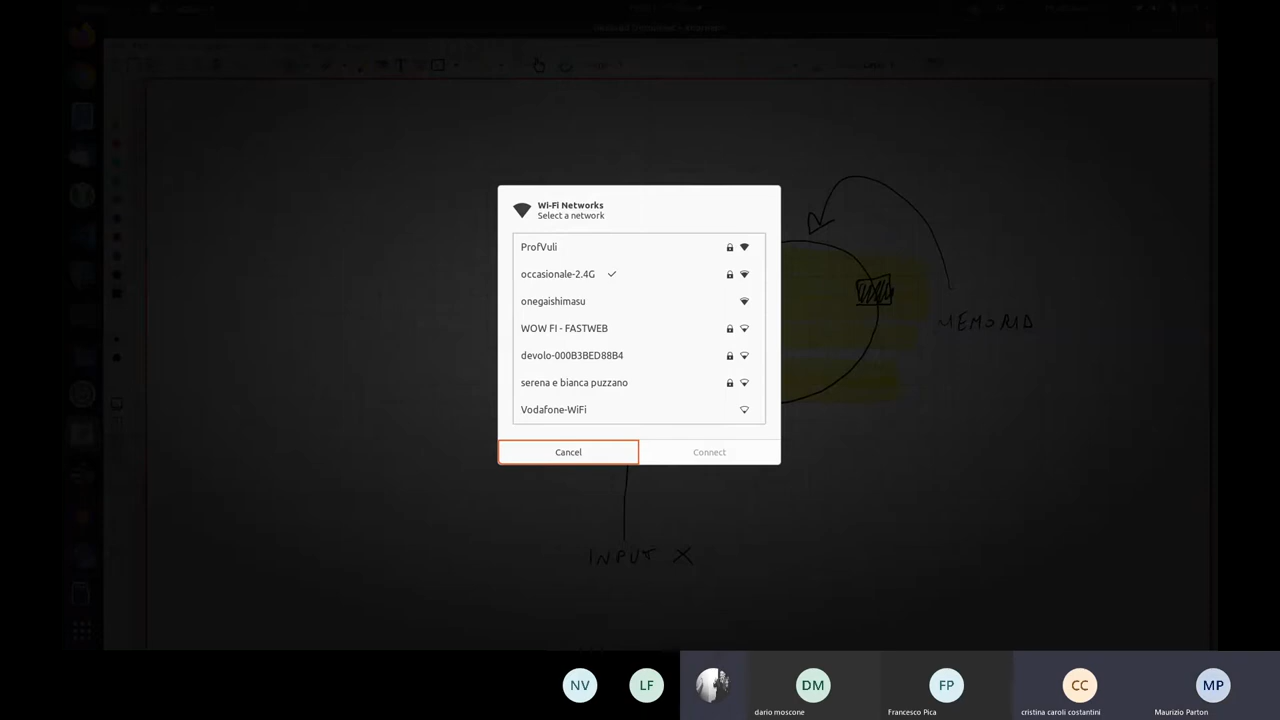 Wi-Fi Networks
Select a network
ProfVuli
occasionale-2.4G
onegaishimasu
WOW FI - FASTWEB
devolo-000B3BED88B4
serena e bianca puzzano
Vodafone-WiFi
Cancel
Connect
MEMORIA
INPUT X
NV
LF
DM
FP
CC
MP
dario moscone
Francesco Pica
cristina caroli costantini
Maurizio Parton